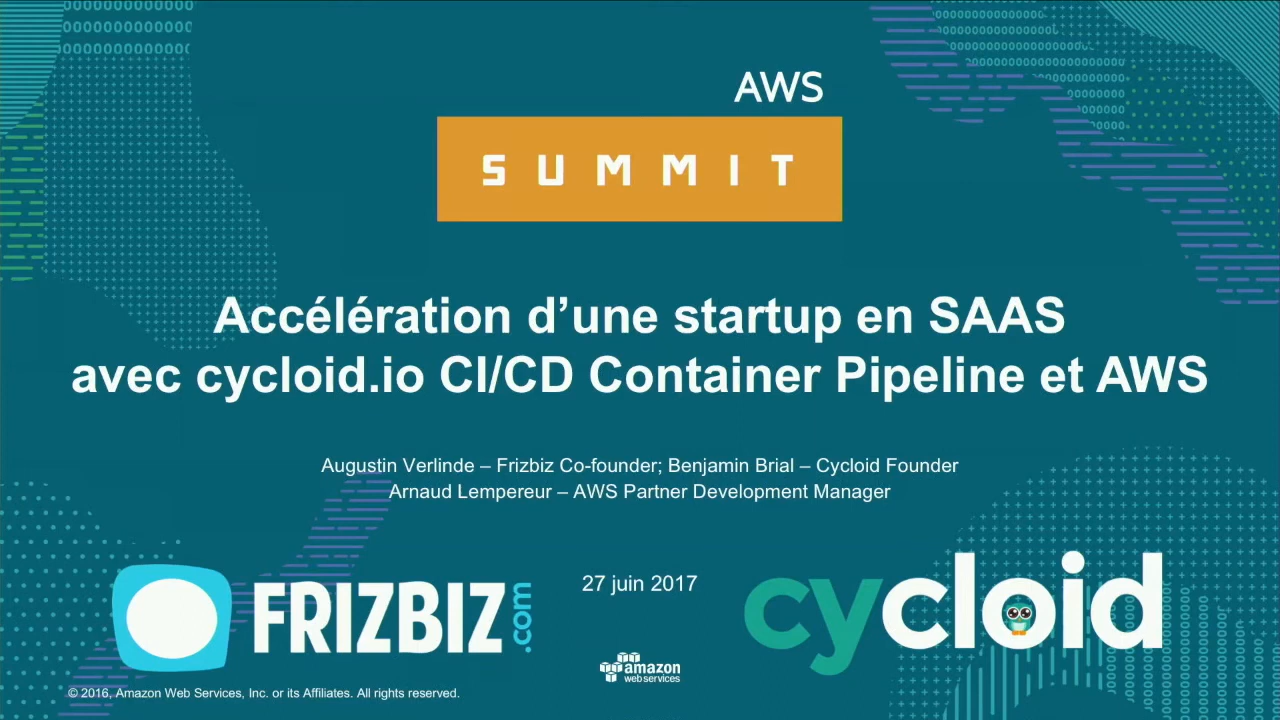 AWS
SUMMIT
Accélération d’une startup en SAAS
avec cycloid.io CI/CD Container Pipeline et AWS
Augustin Verlinde – Frizbiz Co-founder; Benjamin Brial – Cycloid Founder
Arnaud Lempereur – AWS Partner Development Manager
27 juin 2017
FRIZBIZ.com
cycloid
amazon
web services
© 2016, Amazon Web Services, Inc. or its Affiliates. All rights reserved.